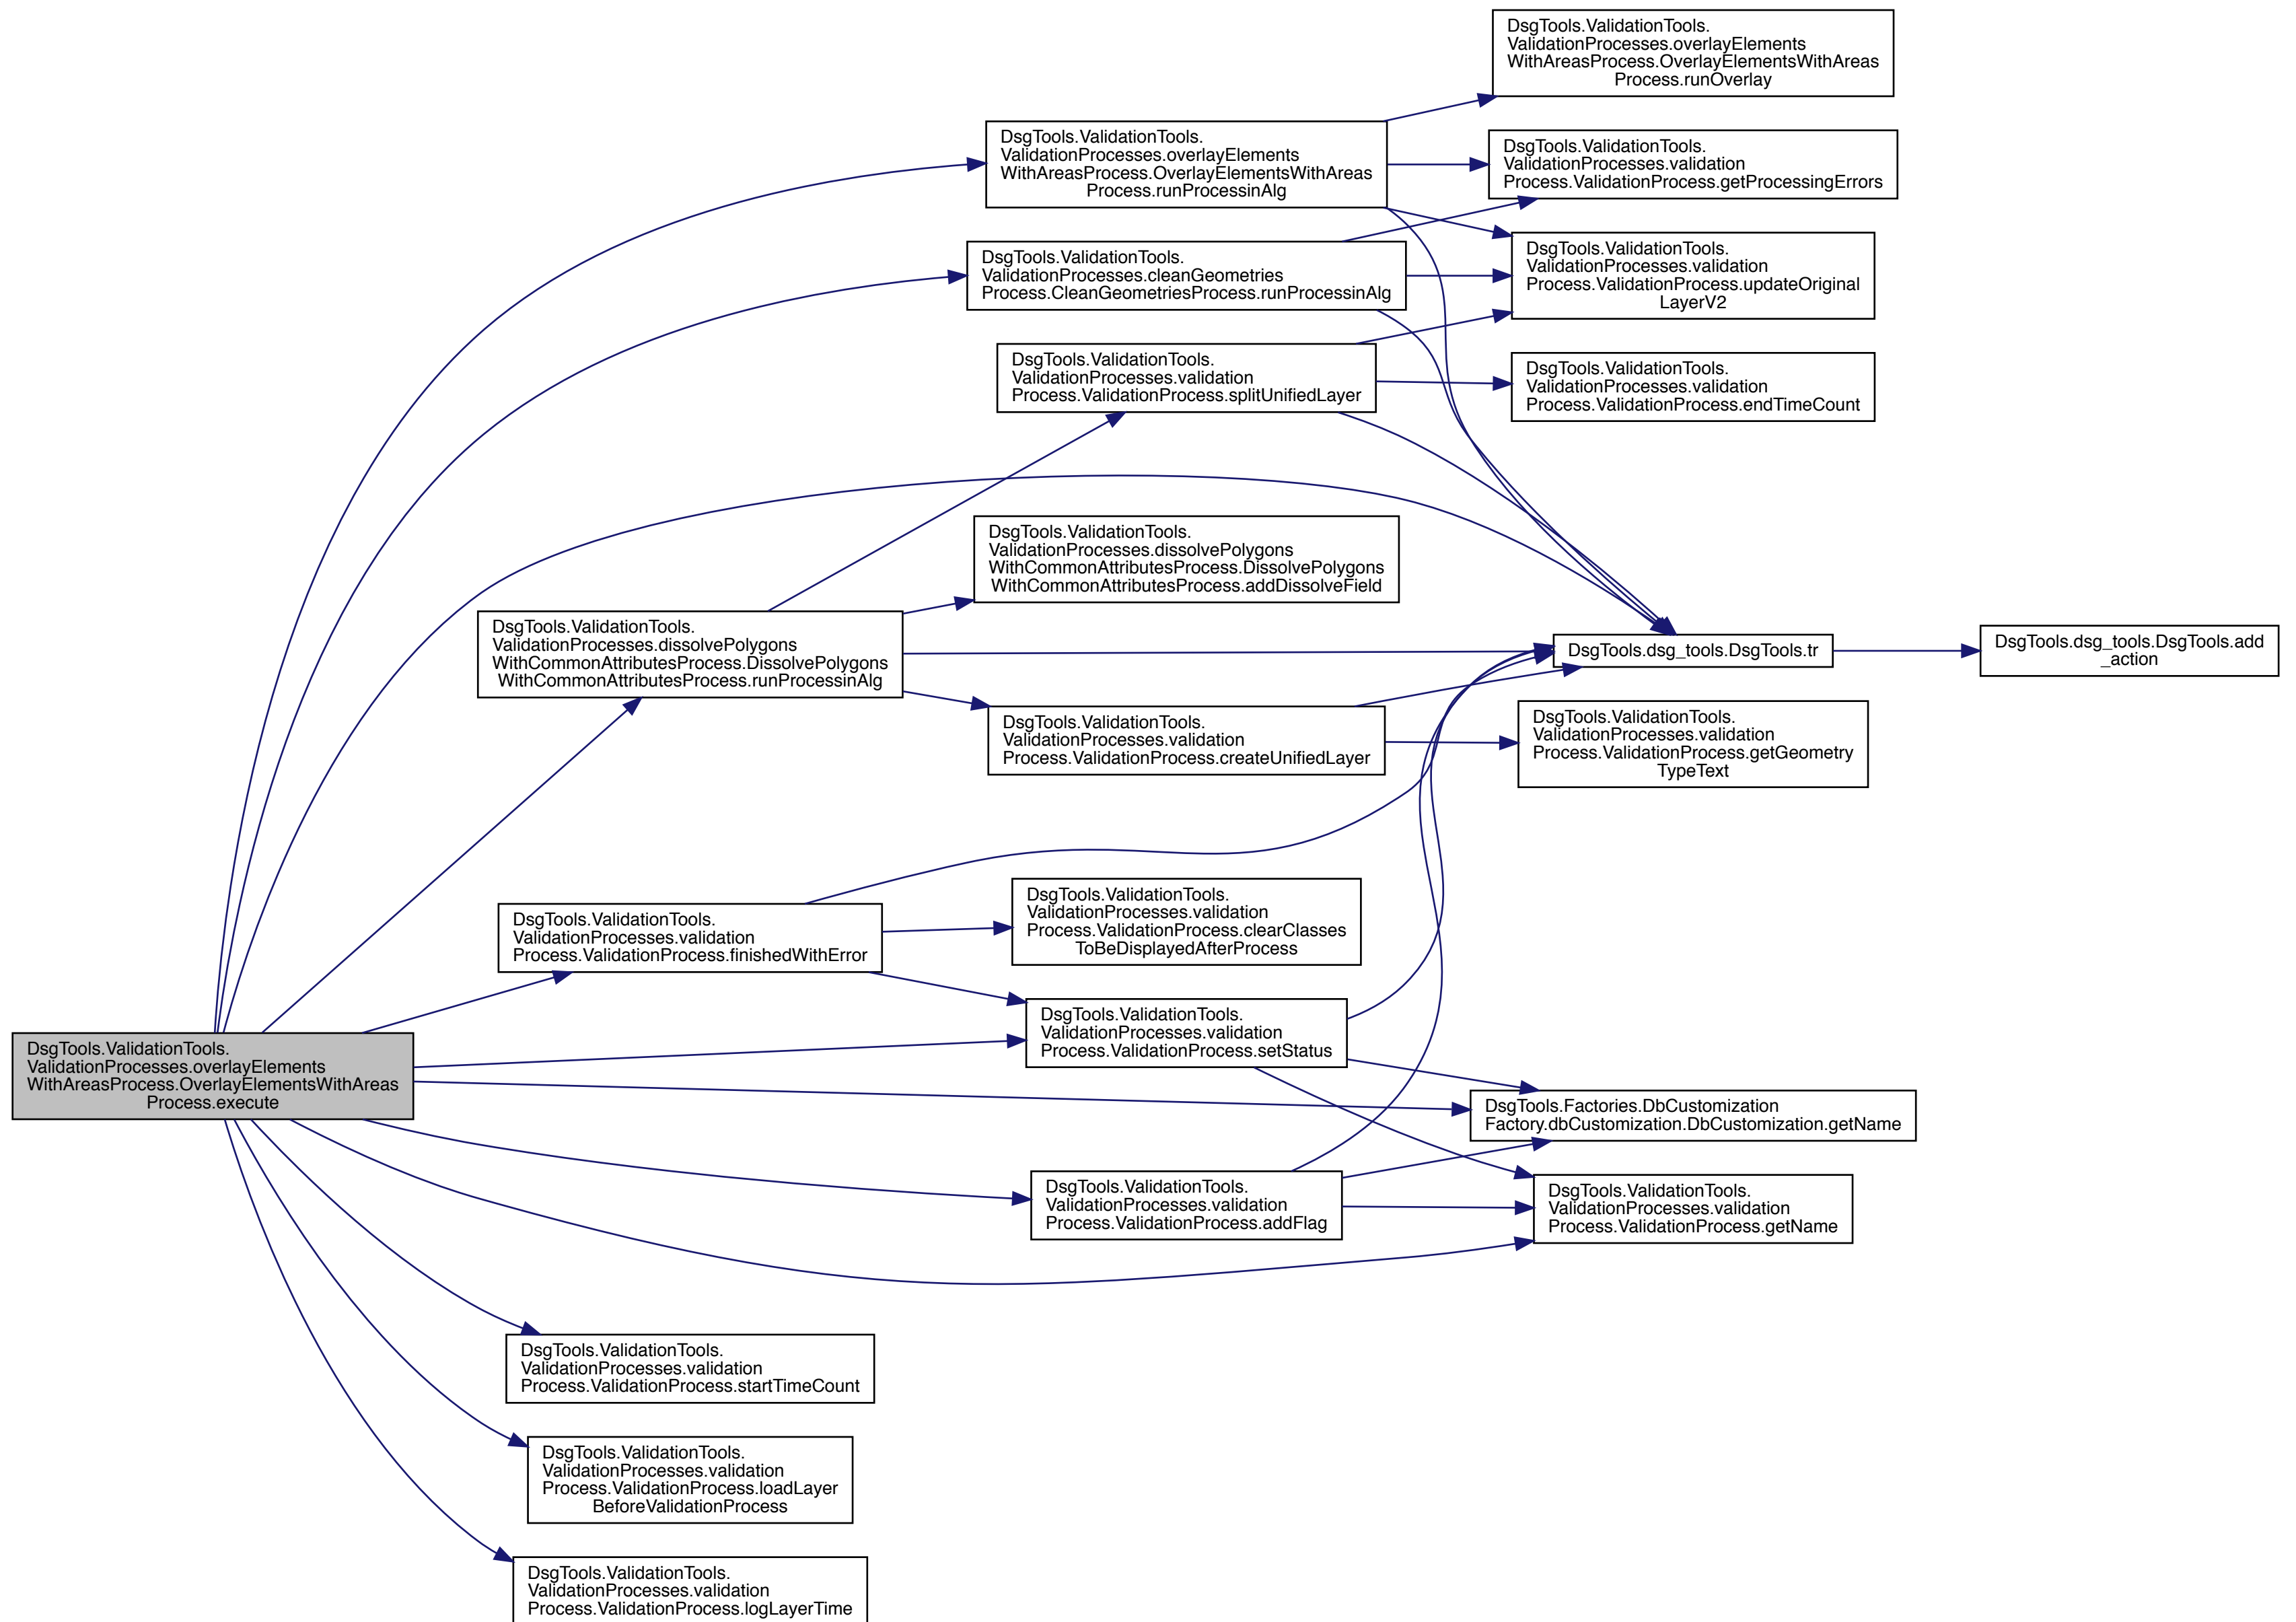 DsgTools.ValidationTools.
ValidationProcesses.overlayElements
WithAreasProcess.OverlayElementsWithAreas
Process.runOverlay
DsgTools.ValidationTools.
ValidationProcesses.overlayElements
WithAreasProcess.OverlayElementsWithAreas
Process.runProcessinAlg
DsgTools.ValidationTools.
ValidationProcesses.validation
Process.ValidationProcess.getProcessingErrors
DsgTools.ValidationTools.
ValidationProcesses.cleanGeometries
Process.CleanGeometriesProcess.runProcessinAlg
DsgTools.ValidationTools.
ValidationProcesses.validation
Process.ValidationProcess.updateOriginal
LayerV2
DsgTools.ValidationTools.
ValidationProcesses.validation
Process.ValidationProcess.splitUnifiedLayer
DsgTools.ValidationTools.
ValidationProcesses.validation
Process.ValidationProcess.endTimeCount
DsgTools.ValidationTools.
ValidationProcesses.dissolvePolygons
WithCommonAttributesProcess.DissolvePolygons
WithCommonAttributesProcess.addDissolveField
DsgTools.ValidationTools.
ValidationProcesses.dissolvePolygons
WithCommonAttributesProcess.DissolvePolygons
WithCommonAttributesProcess.runProcessinAlg
DsgTools.dsg_tools.DsgTools.tr
DsgTools.dsg_tools.DsgTools.add
_action
DsgTools.ValidationTools.
ValidationProcesses.validation
Process.ValidationProcess.createUnifiedLayer
DsgTools.ValidationTools.
ValidationProcesses.validation
Process.ValidationProcess.getGeometry
TypeText
DsgTools.ValidationTools.
ValidationProcesses.validation
Process.ValidationProcess.clearClasses
ToBeDisplayedAfterProcess
DsgTools.ValidationTools.
ValidationProcesses.validation
Process.ValidationProcess.finishedWithError
DsgTools.ValidationTools.
ValidationProcesses.validation
Process.ValidationProcess.setStatus
DsgTools.ValidationTools.
ValidationProcesses.overlayElements
WithAreasProcess.OverlayElementsWithAreas
Process.execute
DsgTools.Factories.DbCustomization
Factory.dbCustomization.DbCustomization.getName
DsgTools.ValidationTools.
ValidationProcesses.validation
Process.ValidationProcess.addFlag
DsgTools.ValidationTools.
ValidationProcesses.validation
Process.ValidationProcess.getName
DsgTools.ValidationTools.
ValidationProcesses.validation
Process.ValidationProcess.startTimeCount
DsgTools.ValidationTools.
ValidationProcesses.validation
Process.ValidationProcess.loadLayer
BeforeValidationProcess
DsgTools.ValidationTools.
ValidationProcesses.validation
Process.ValidationProcess.logLayerTime